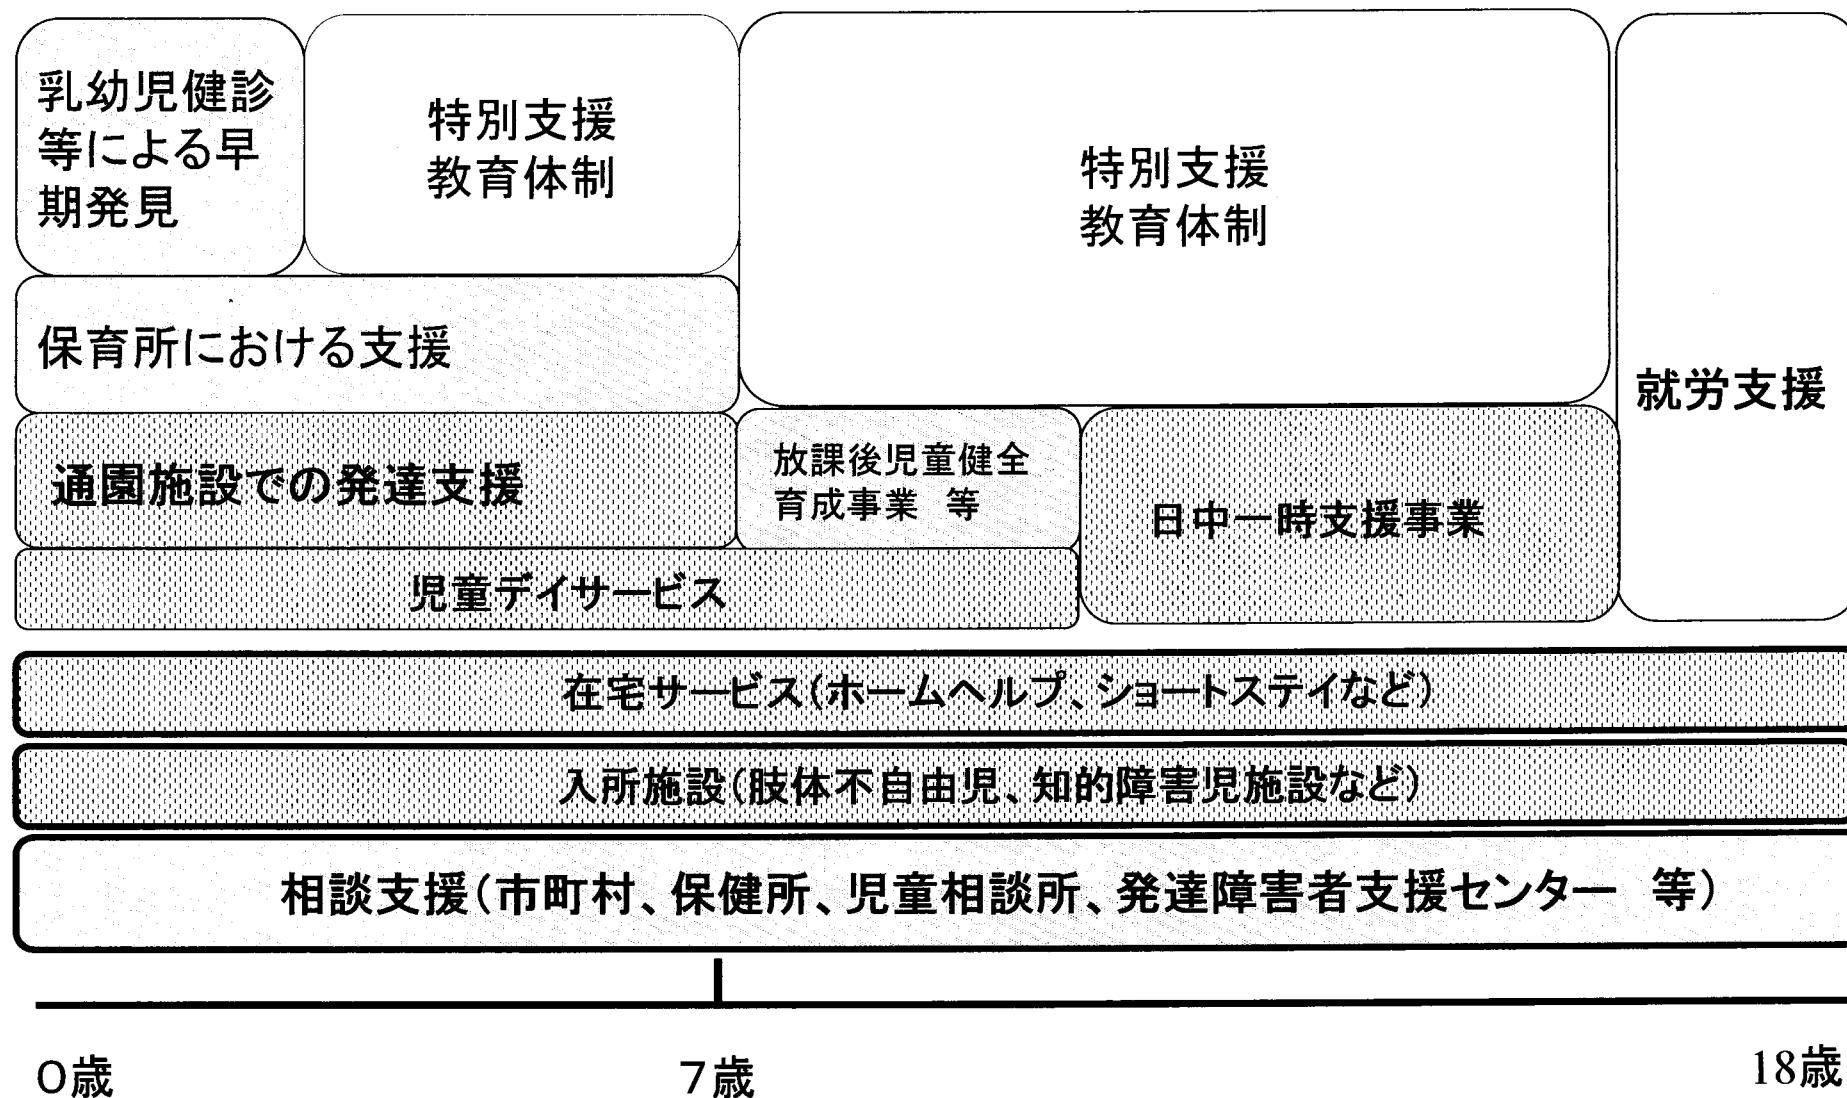 乳幼児健診
等による早
期発見
特別支援
教育体制
特別支援
教育体制
就労支援
保育所における支援
通園施設での発達支援
放課後児童健全
育成事業　等
日中一時支援事業
児童デイサービス
在宅サービス(ホームヘルプ、ショートステイなど)
入所施設(肢体不自由児、知的障害児施設など)
相談支援(市町村、保健所、児童相談所、発達障害者支援センター　等)
0歳
7歳
18歳